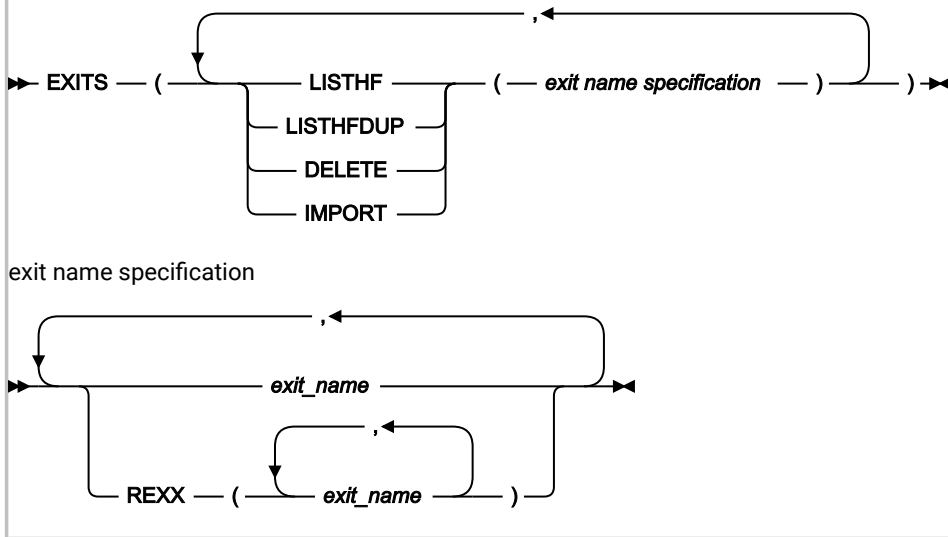 ,
EXITS ( LISTHF ( exit name specification ) )
LISTHFDUP
DELETE
IMPORT
exit name specification
,
exit_name
,
REXX ( exit_name )